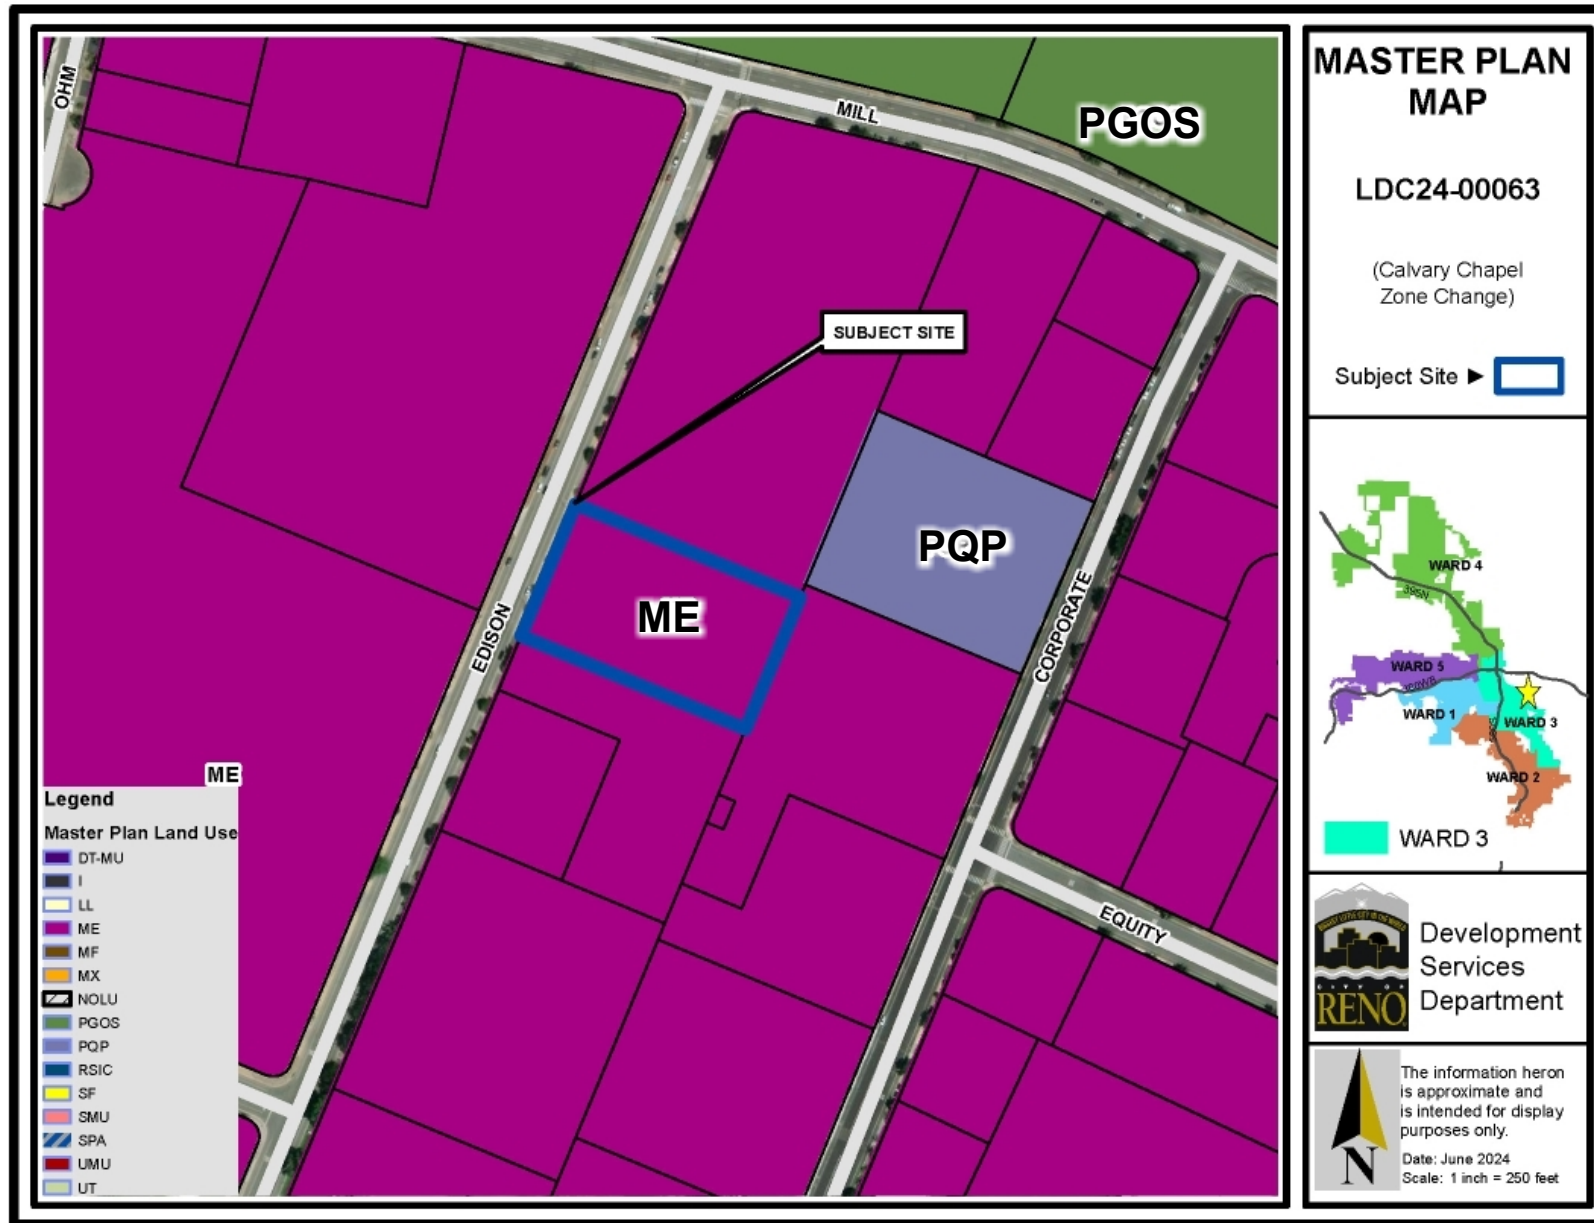 OHM
MILL
PGOS
SUBJECT SITE
PQP
ME
EDISON
CORPORATE
EQUITY
ME
Legend
Master Plan Land Use
DT-MU
I
LL
ME
MF
MX
NOLU
PGOS
PQP
RSIC
SF
SMU
SPA
UMU
UT
MASTER PLAN
MAP
LDC24-00063
(Calvary Chapel
Zone Change)
Subject Site ►
WARD 4
395N
WARD 5
WARD 1
WARD 3
WARD 2
WARD 3
CITY OF
RENO
Development
Services
Department
N
The information heron
is approximate and
is intended for display
purposes only.
Date: June 2024
Scale: 1 inch = 250 feet